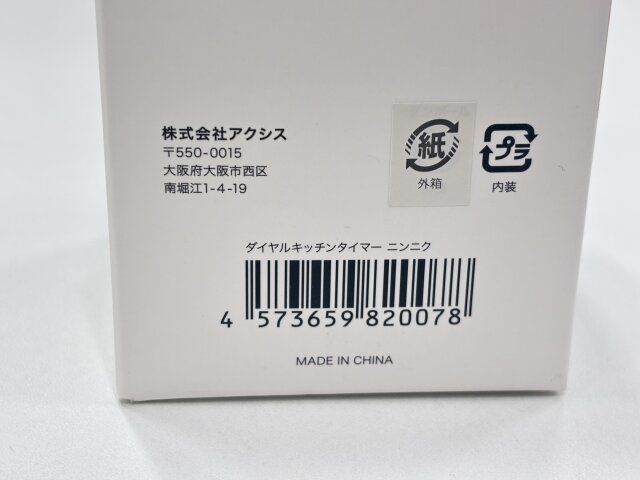 株式会社アクシス
〒550-0015
大阪府大阪市西区
南堀江1-4-19
紙
外箱
プラ
内装
ダイヤルキッチンタイマー ニンニク
4 573659 820078
MADE IN CHINA